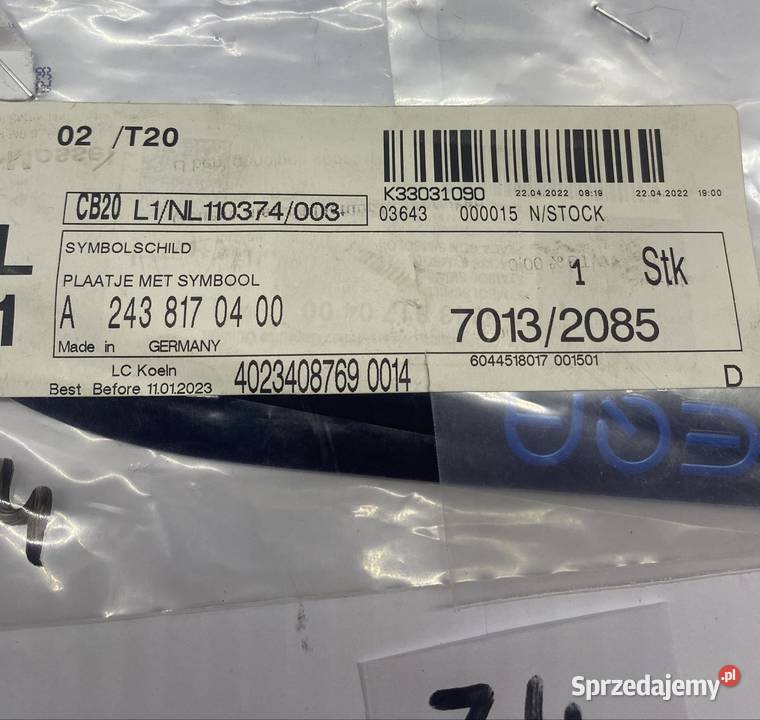 02 /T20
K33031090
22.04.2022 08:19 22.04.2022 19:00
CB20 L1/NL110374/003-
03643 000015 N/STOCK
L
1
SYMBOLSCHILD
PLAATJE MET SYMBOOL
1 Stk
A 243 817 04 00
7013/2085
Made in GERMANY
LC Koeln
Best Before 11.01.2023
4023408769 0014
6044518017 001501
D
Sprzedajemy.pl